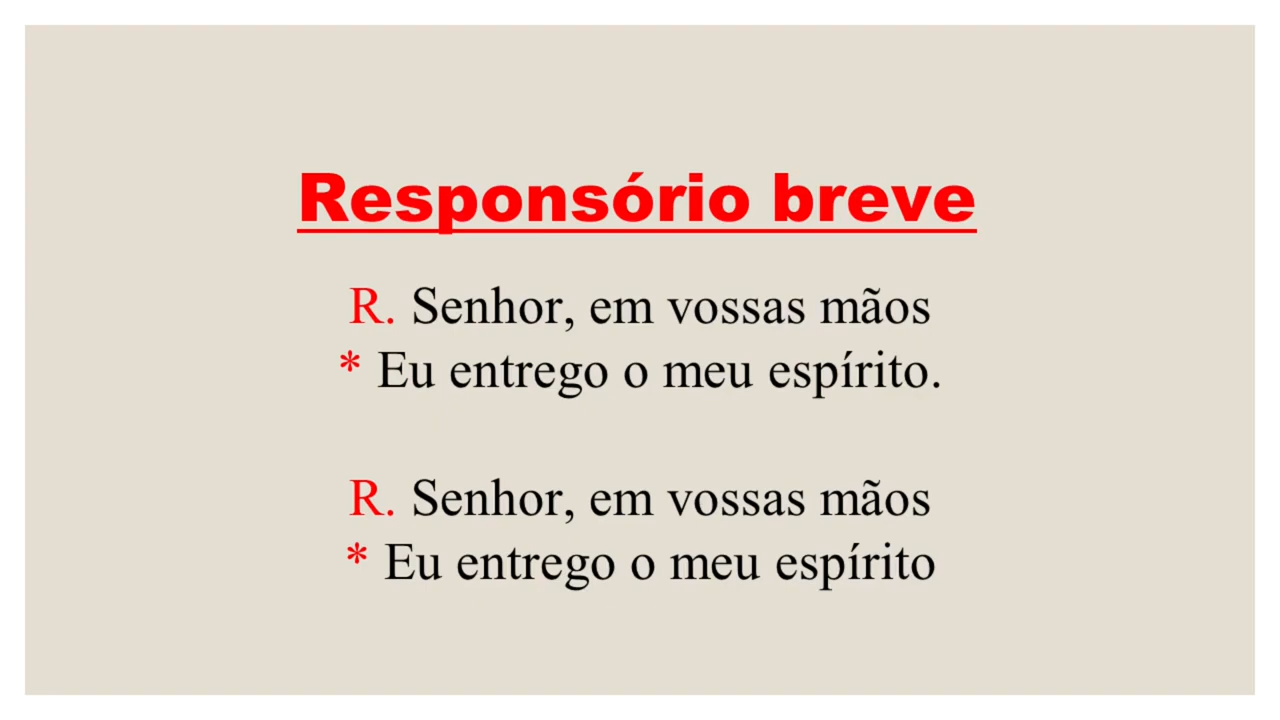 Responsório breve
R. Senhor, em vossas mãos
* Eu entrego o meu espírito.
R. Senhor, em vossas mãos
* Eu entrego o meu espírito